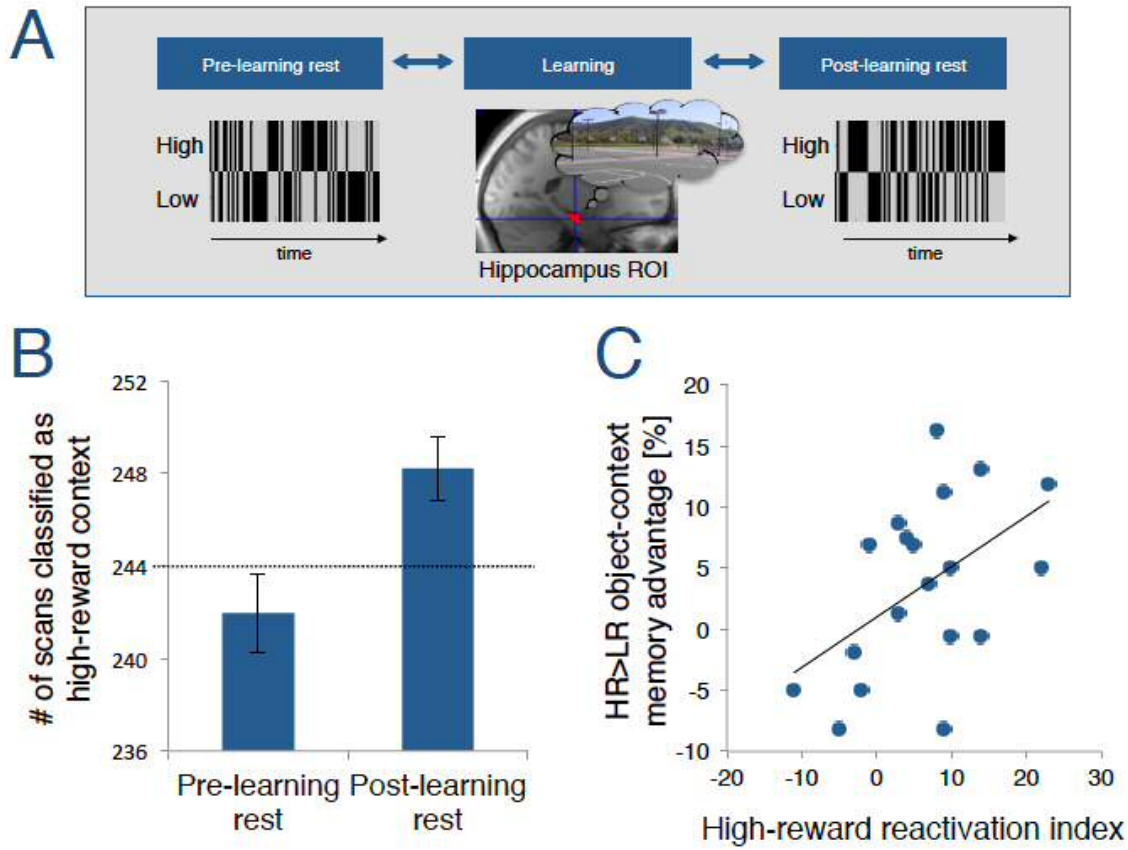 A
Pre-learning rest
Learning
Post-learning rest
High
Low
time
Hippocampus ROI
High
Low
time
B
# of scans classified as
high-reward context
252
248
244
240
236
Pre-learning
rest
Post-learning
rest
C
HR>LR object-context
memory advantage [%]
20
15
10
5
0
-5
-10
-20
-10
0
10
20
30
High-reward reactivation index